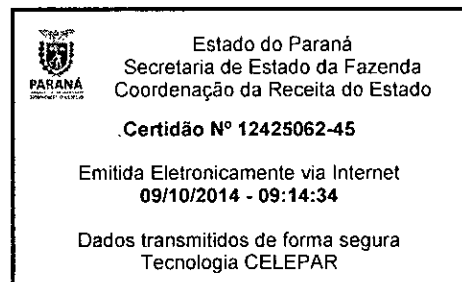 Estado do Paraná
Secretaria de Estado da Fazenda
PARANÁ
Coordenação da Receita do Estado
Certidão Nº 12425062-45
Emitida Eletronicamente via Internet
09/10/2014 - 09:14:34
Dados transmitidos de forma segura
Tecnologia CELEPAR